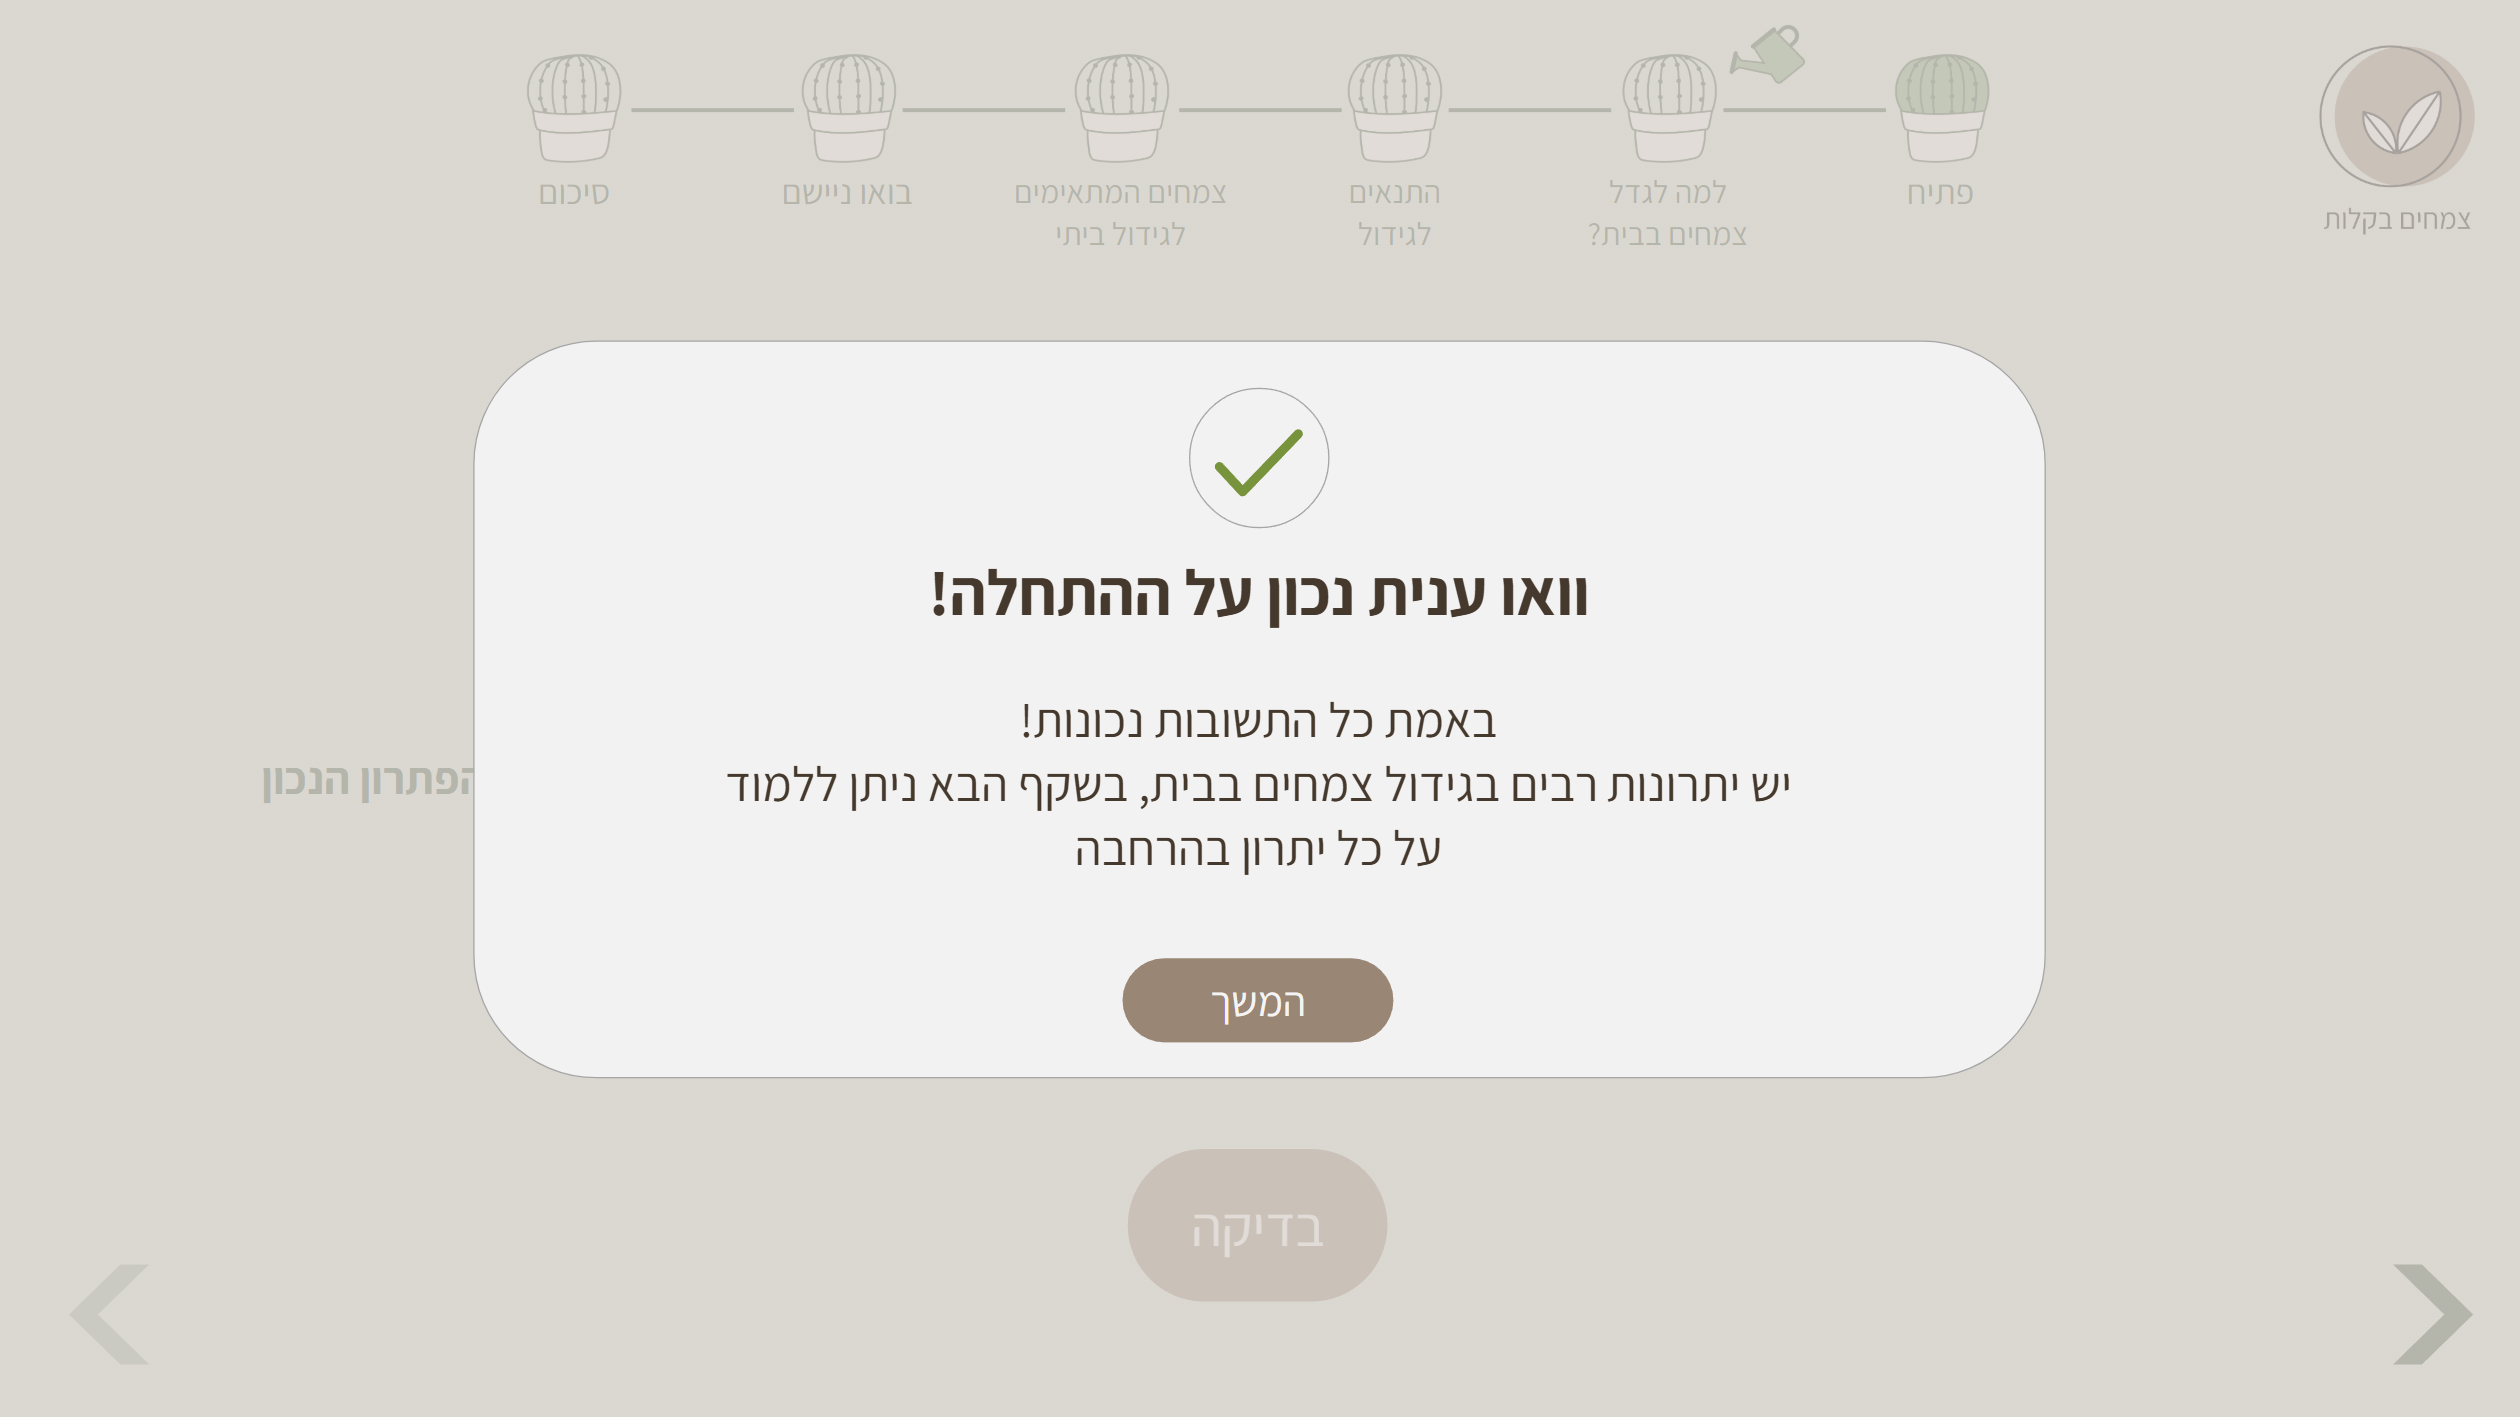 צמחים בקלות
פתיח
למה לגדל
צמחים בבית?
התנאים
לגידול
צמחים המתאימים
לגידול ביתי
בואו ניישם
סיכום
וואו ענית נכון על ההתחלה!
באמת כל התשובות נכונות!
יש יתרונות רבים בגידול צמחים בבית, בשקף הבא ניתן ללמוד
על כל יתרון בהרחבה
הפתרון הנכון
המשך
בדיקה